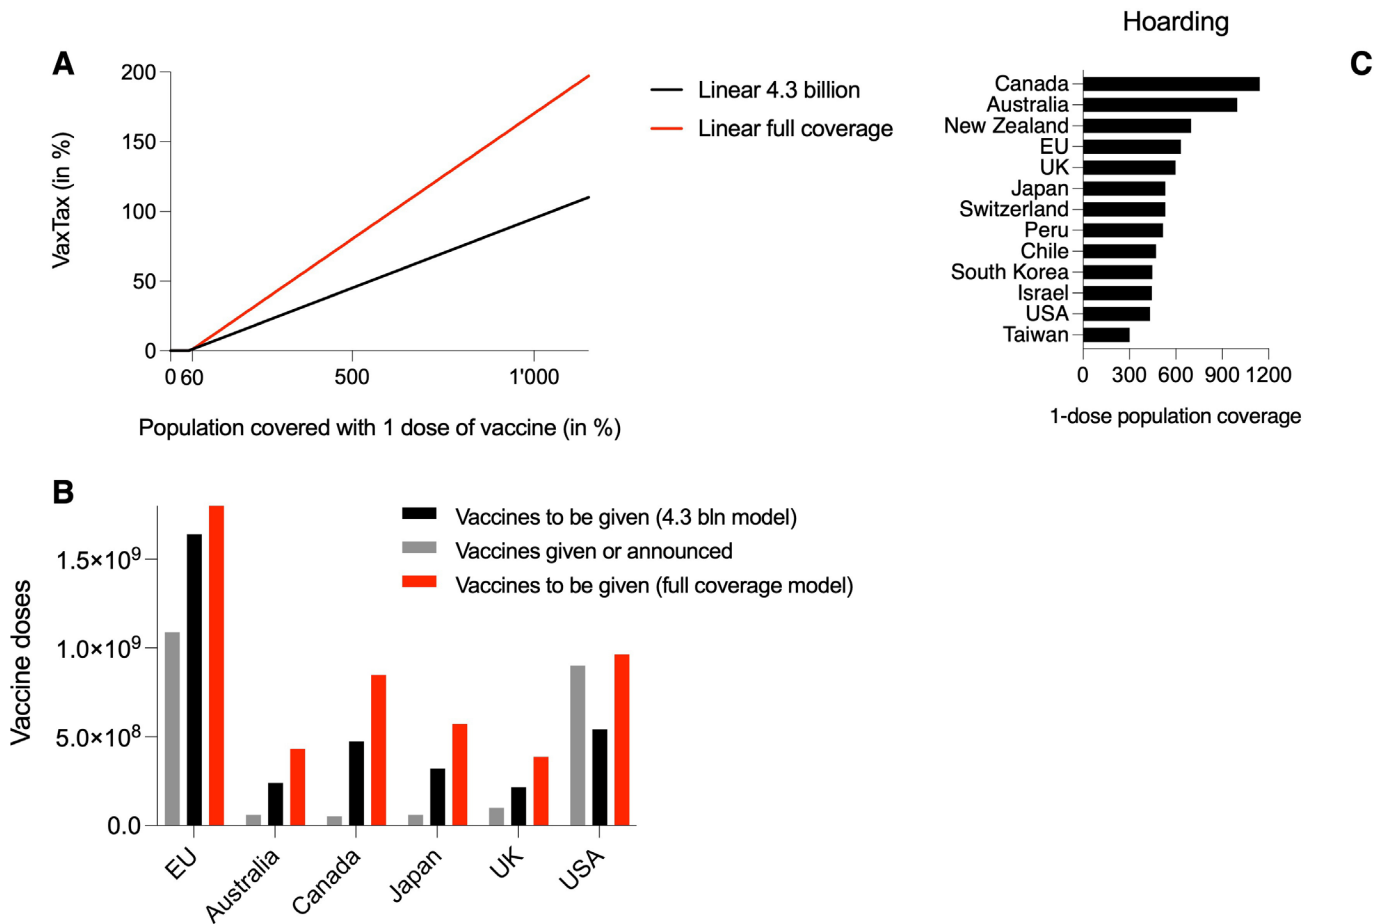 A
VaxTax (in %)
200
150
100
50
0
0 60 500 1'000
Population covered with 1 dose of vaccine (in %)
Linear 4.3 billion
Linear full coverage
Hoarding
C
Canada
Australia
New Zealand
EU
UK
Japan
Switzerland
Peru
Chile
South Korea
Israel
USA
Taiwan
0 300 600 900 1200
1-dose population coverage
B
Vaccine doses
1.5×10⁹
1.0×10⁹
5.0×10⁸
0.0
EU
Australia
Canada
Japan
UK
USA
Vaccines to be given (4.3 bln model)
Vaccines given or announced
Vaccines to be given (full coverage model)